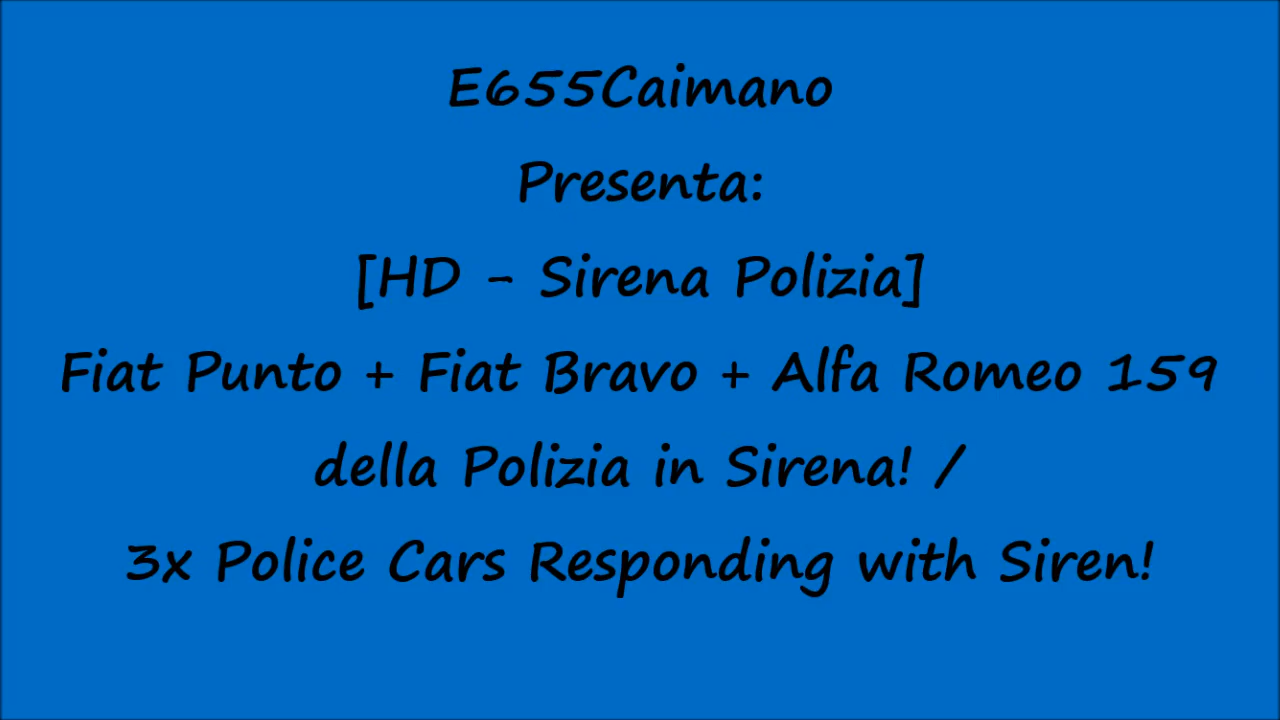 E655Caimano
Presenta:
[HD - Sirena Polizia]
Fiat Punto + Fiat Bravo + Alfa Romeo 159
della Polizia in Sirena! /
3x Police Cars Responding with Siren!